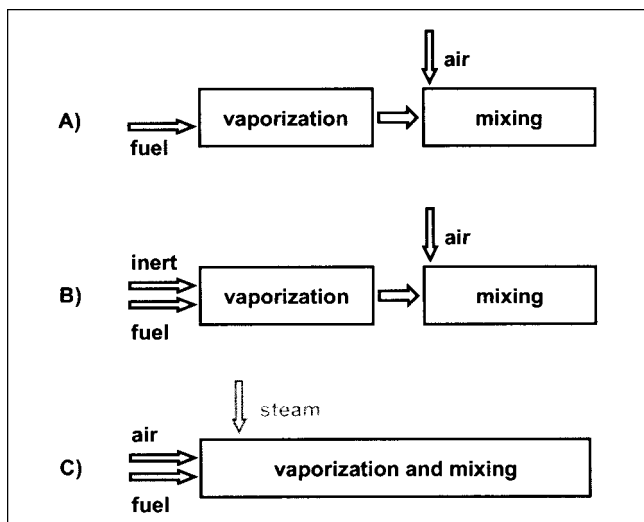 air
A)
vaporization
mixing
fuel
air
inert
B)
vaporization
mixing
fuel
steam
air
C)
vaporization and mixing
fuel